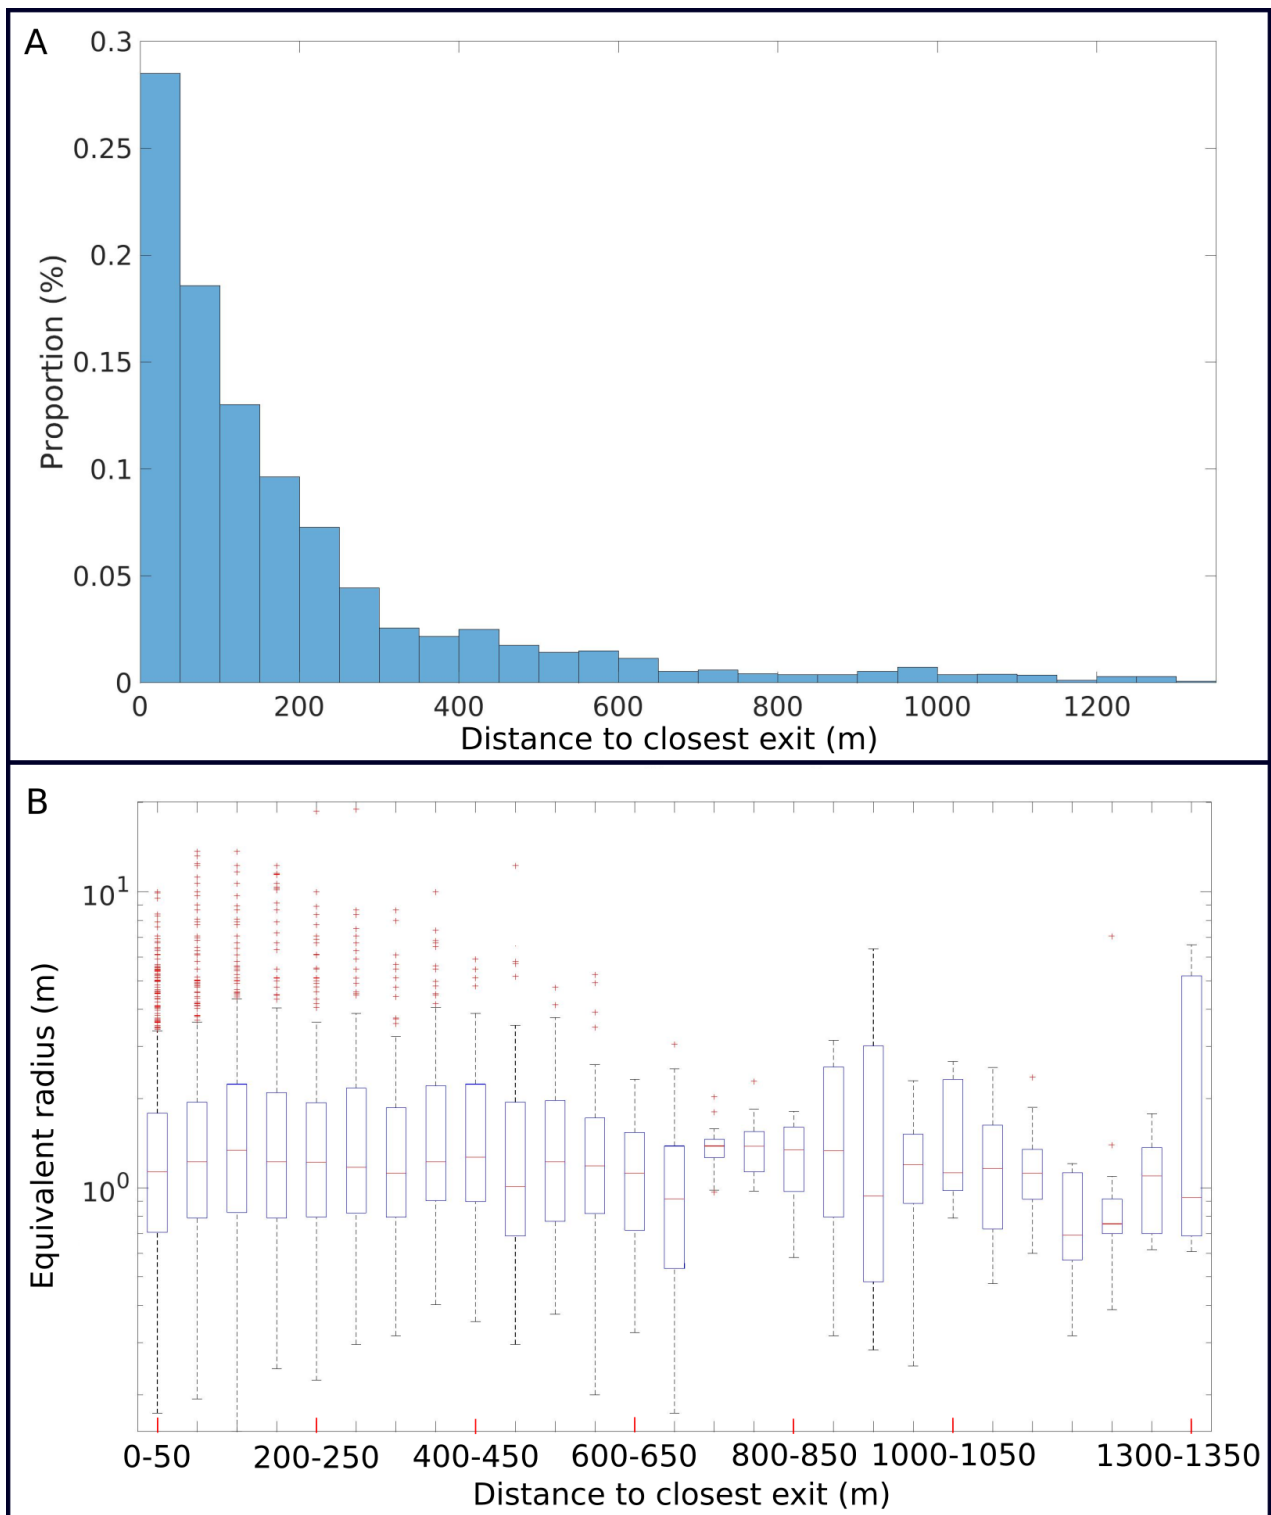 A
0.3
0.25
0.2
0.15
0.1
0.05
0
Proportion (%)
0 200 400 600 800 1000 1200
Distance to closest exit (m)
B
10^1
10^0
Equivalent radius (m)
0-50 200-250 400-450 600-650 800-850 1000-1050 1300-1350
Distance to closest exit (m)